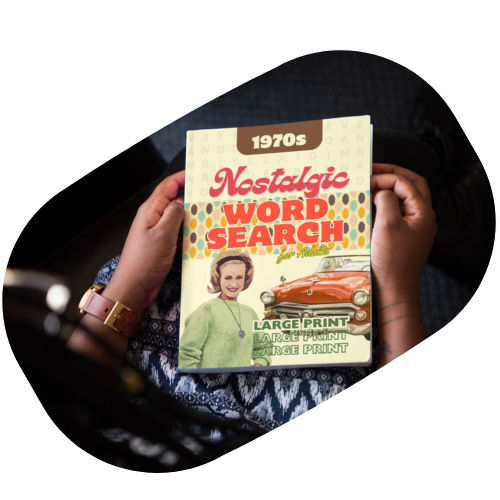 1970s
Nostalgic
WORD
SEARCH
for Adults
LARGE PRINT
LARGE PRINT
LARGE PRINT